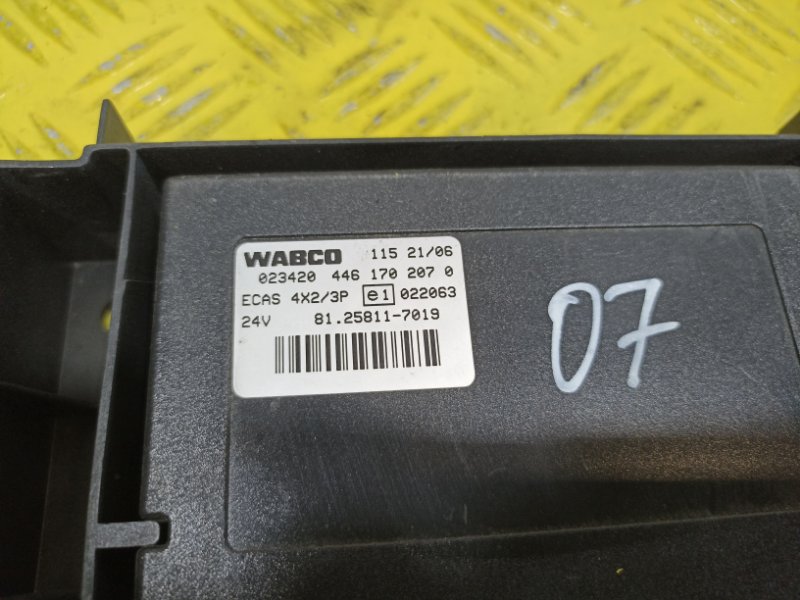 WABCO 115 21/06
023420 446 170 207 0
ECAS 4X2/3P e1 022063
24V 81.25811-7019
07